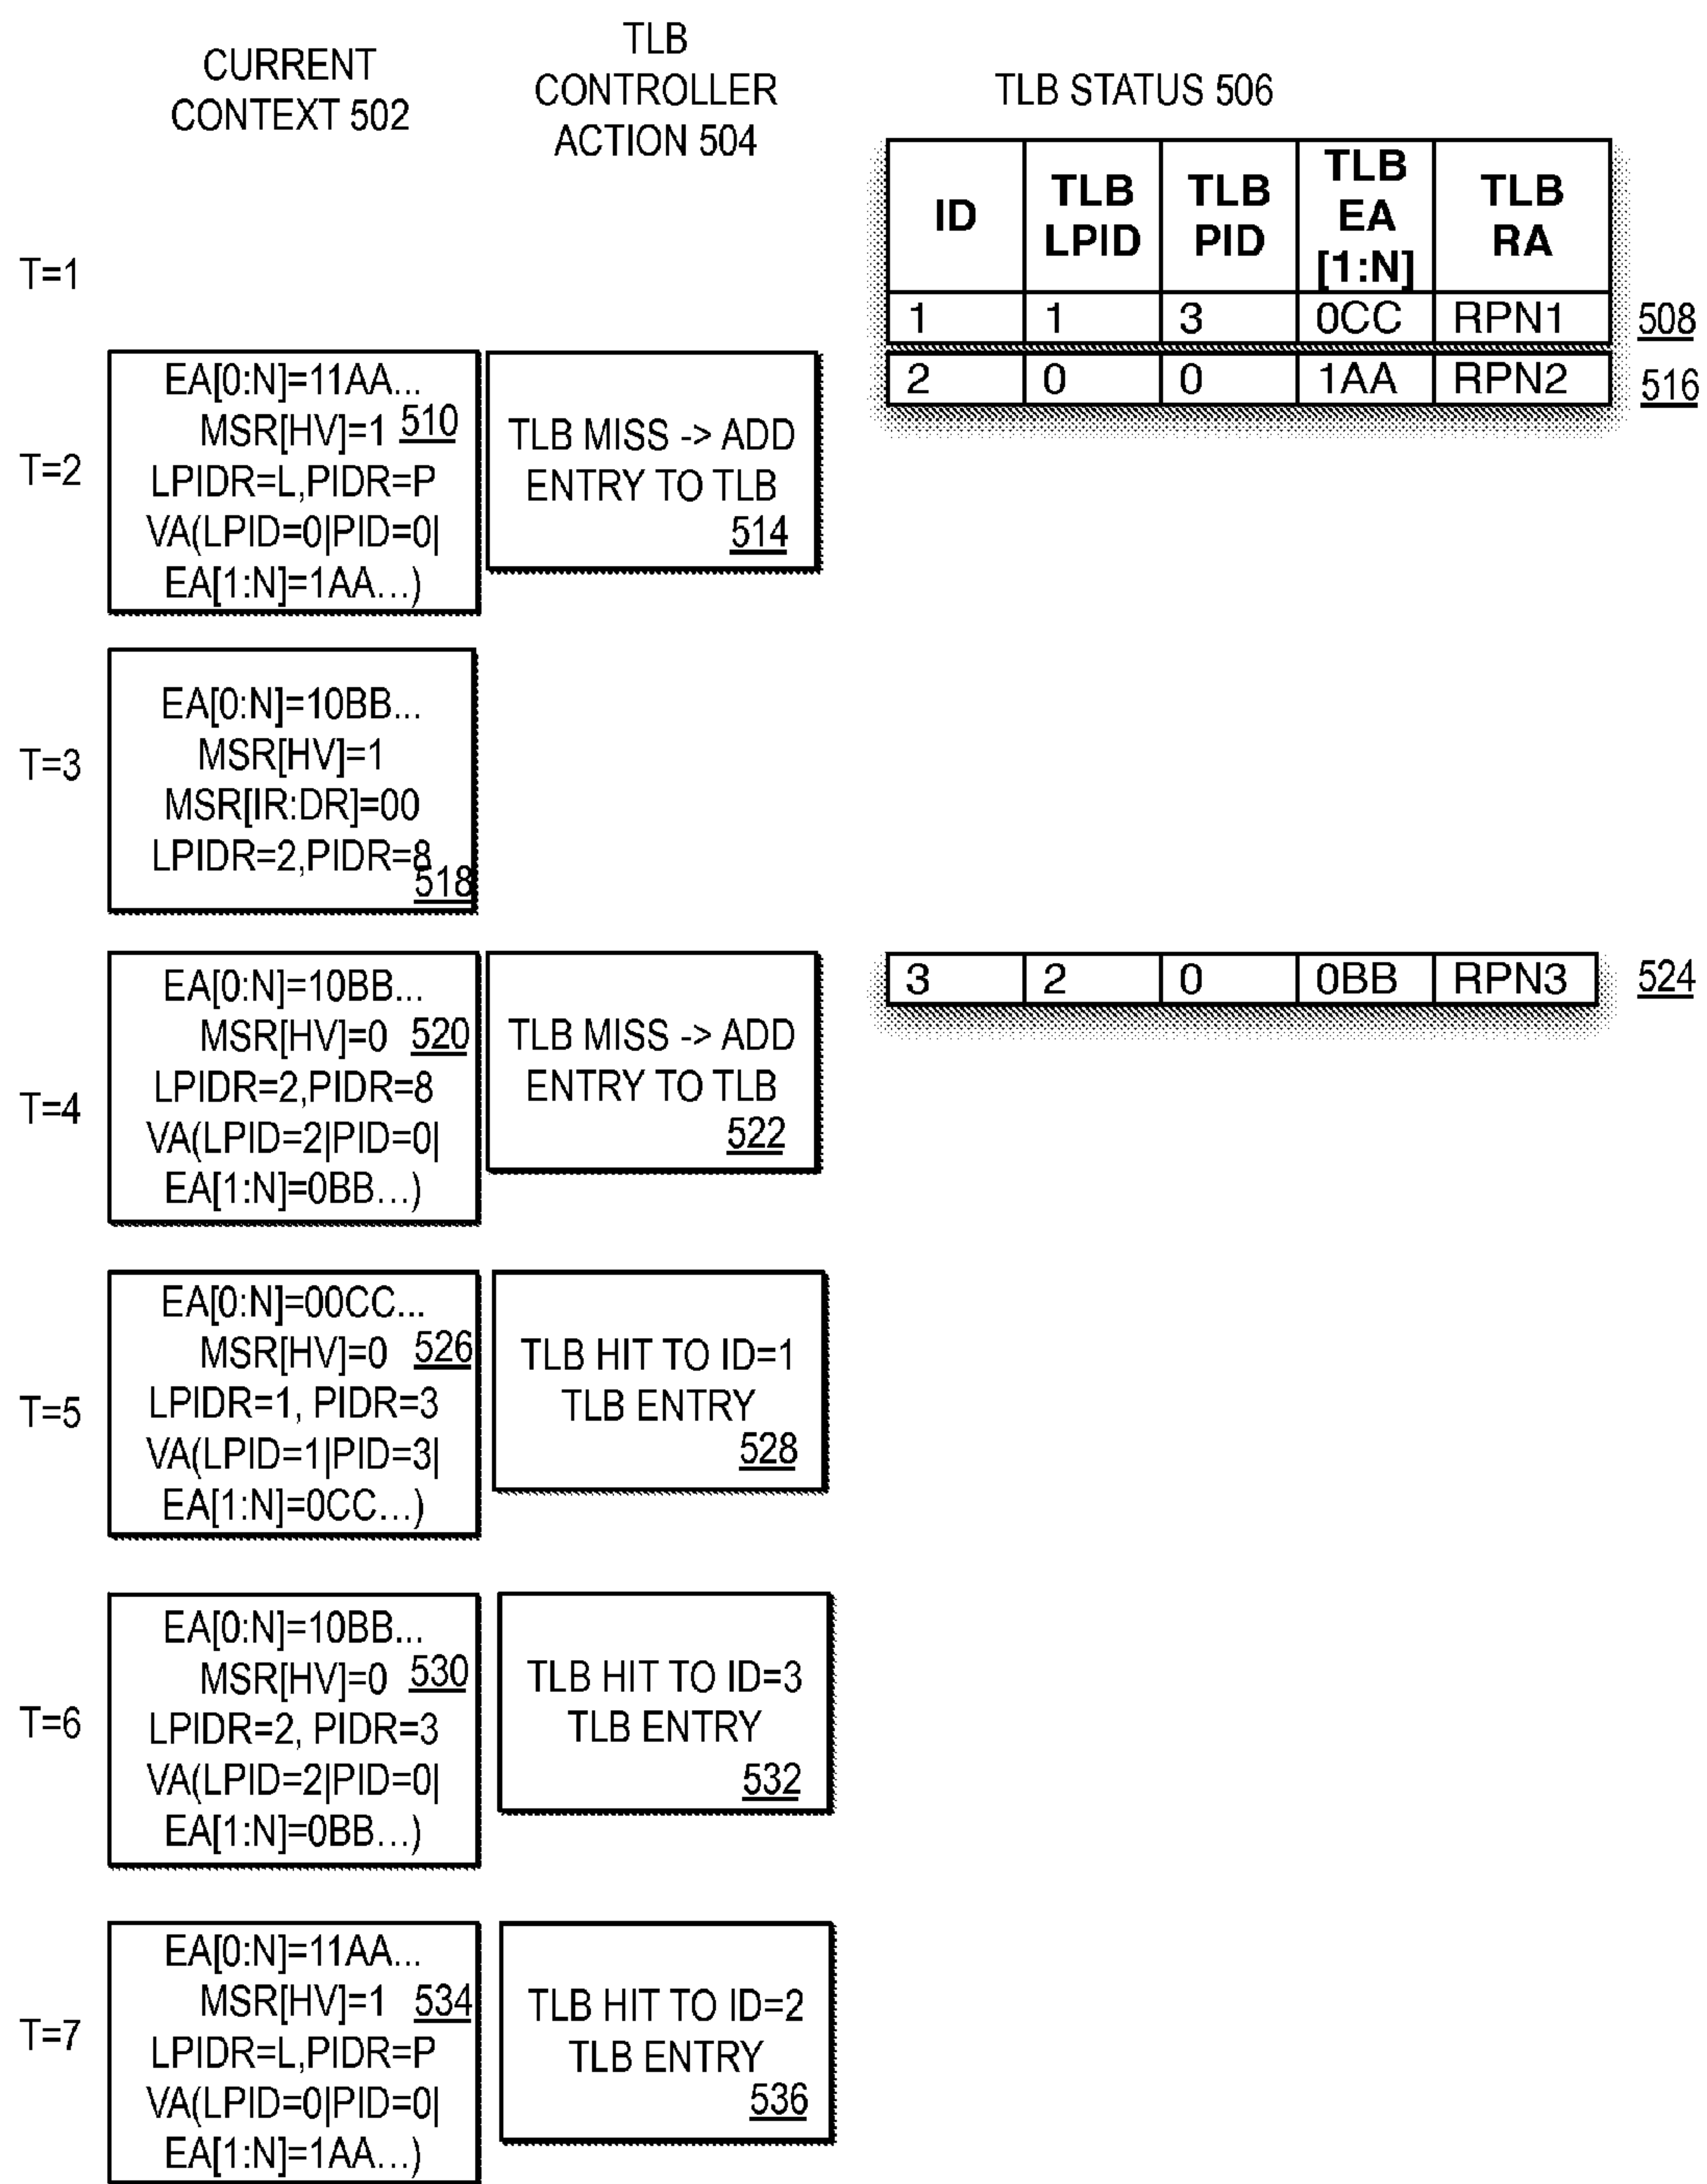 CURRENT
CONTEXT 502
TLB
CONTROLLER
ACTION 504
TLB STATUS 506
ID
TLB
LPID
TLB
PID
TLB
EA
[1:N]
TLB
RA
T=1
1 1 3 0CC RPN1 508
2 0 0 1AA RPN2 516
T=2
EA[0:N]=11AA...
MSR[HV]=1 510
LPIDR=L,PIDR=P
VA(LPID=0|PID=0|
EA[1:N]=1AA...)
TLB MISS -> ADD
ENTRY TO TLB
514
T=3
EA[0:N]=10BB...
MSR[HV]=1
MSR[IR:DR]=00
LPIDR=2,PIDR=8
518
T=4
EA[0:N]=10BB...
MSR[HV]=0 520
LPIDR=2,PIDR=8
VA(LPID=2|PID=0|
EA[1:N]=0BB...)
TLB MISS -> ADD
ENTRY TO TLB
522
3 2 0 0BB RPN3 524
T=5
EA[0:N]=00CC...
MSR[HV]=0 526
LPIDR=1, PIDR=3
VA(LPID=1|PID=3|
EA[1:N]=0CC...)
TLB HIT TO ID=1
TLB ENTRY
528
T=6
EA[0:N]=10BB...
MSR[HV]=0 530
LPIDR=2, PIDR=3
VA(LPID=2|PID=0|
EA[1:N]=0BB...)
TLB HIT TO ID=3
TLB ENTRY
532
T=7
EA[0:N]=11AA...
MSR[HV]=1 534
LPIDR=L,PIDR=P
VA(LPID=0|PID=0|
EA[1:N]=1AA...)
TLB HIT TO ID=2
TLB ENTRY
536